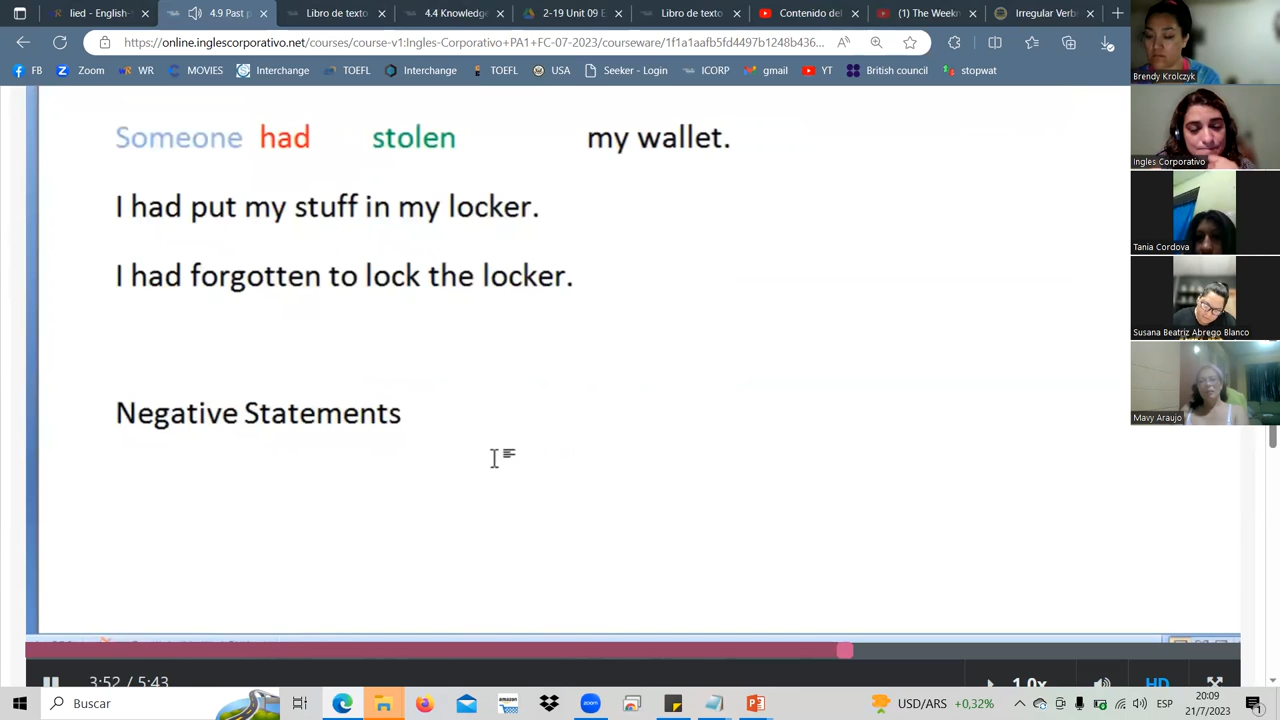 lied - English-
4.9 Past p
Libro de texto
4.4 Knowledge
2-19 Unit 09 E
Libro de texto
Contenido del
(1) The Weekn
Irregular Verb
https://online.inglescorporativo.net/courses/course-v1:Ingles-Corporativo+PA1+FC-07-2023/courseware/1f1a1aafb5fd4497b1248b436...
FB Zoom WR MOVIES Interchange TOEFL Interchange TOEFL USA Seeker - Login ICORP gmail YT British council stopwat
Someone had stolen my wallet.
I had put my stuff in my locker.
I had forgotten to lock the locker.
Negative Statements
3:52 / 5:43
1.0x
HD
Brendy Krolczyk
Ingles Corporativo
Tania Cordova
Susana Beatriz Abrego Blanco
Mavy Araujo
Buscar
USD/ARS +0,32%
ESP
20:09
21/7/2023